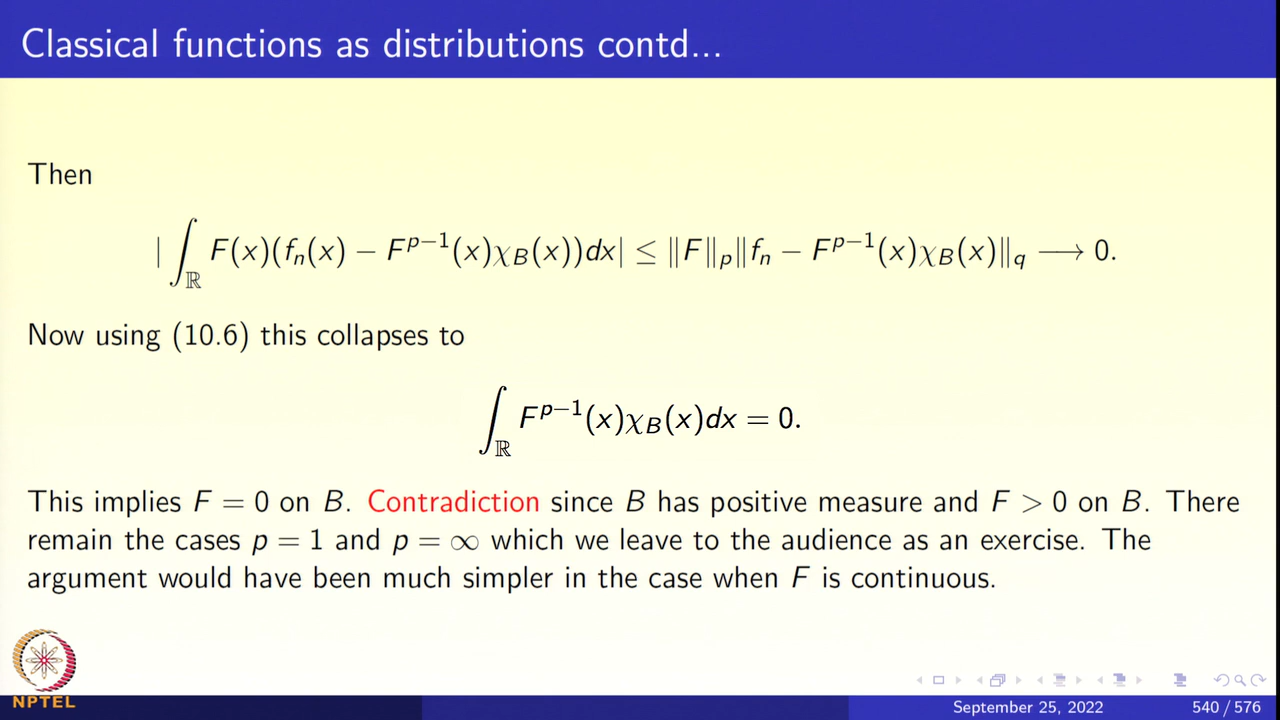 Classical functions as distributions contd...
Then
| ∫_ℝ F(x)(fₙ(x) − F^{p−1}(x)χ_B(x))dx| ≤ ‖F‖_p‖fₙ − F^{p−1}(x)χ_B(x)‖_q ⟶ 0.
Now using (10.6) this collapses to
∫_ℝ F^{p−1}(x)χ_B(x)dx = 0.
This implies F = 0 on B. Contradiction since B has positive measure and F > 0 on B. There
remain the cases p = 1 and p = ∞ which we leave to the audience as an exercise. The
argument would have been much simpler in the case when F is continuous.
NPTEL
September 25, 2022 540 / 576